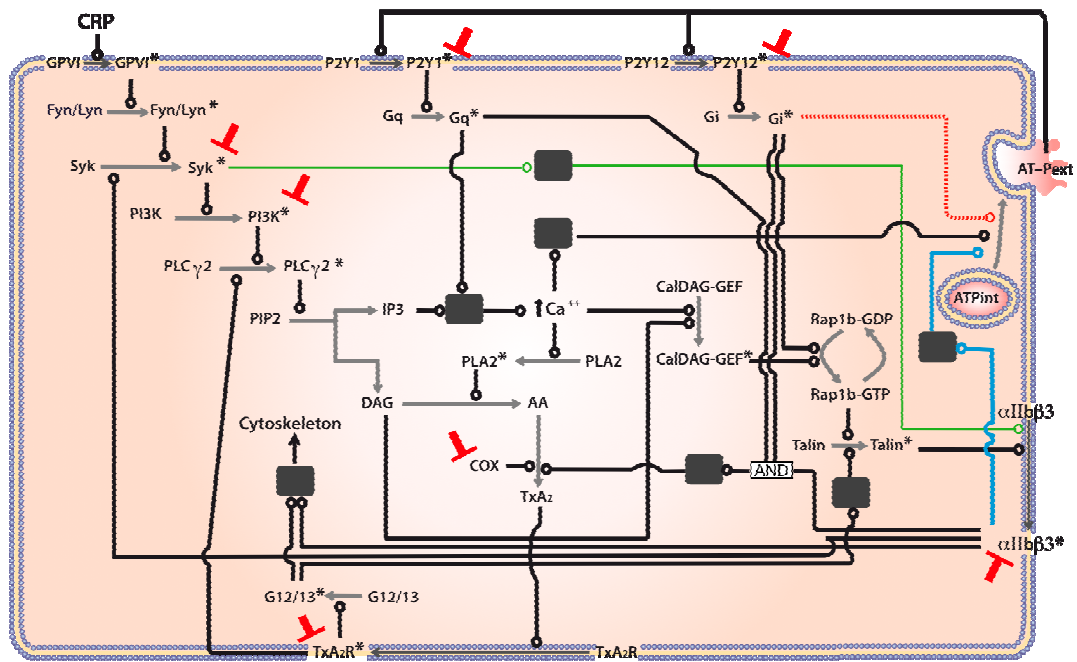 CRP
GPVI GPVI* P2Y1 P2Y1* P2Y12 P2Y12*
Fyn/Lyn Fyn/Lyn* Gq Gq* Gi Gi*
Syk Syk* AT-Pext
PI3K PI3K*
PLCγ2 PLCγ2 *
CalDAG-GEF ATPint
PIP2 IP3 Ca++ Rap1b-GDP
PLA2* PLA2 CalDAG-GEF*
DAG AA Rap1b-GTP
αIIbβ3
Cytoskeleton Talin Talin*
COX AND
TxA2
αIIbβ3*
G12/13* G12/13
TxA2R* TxA2R